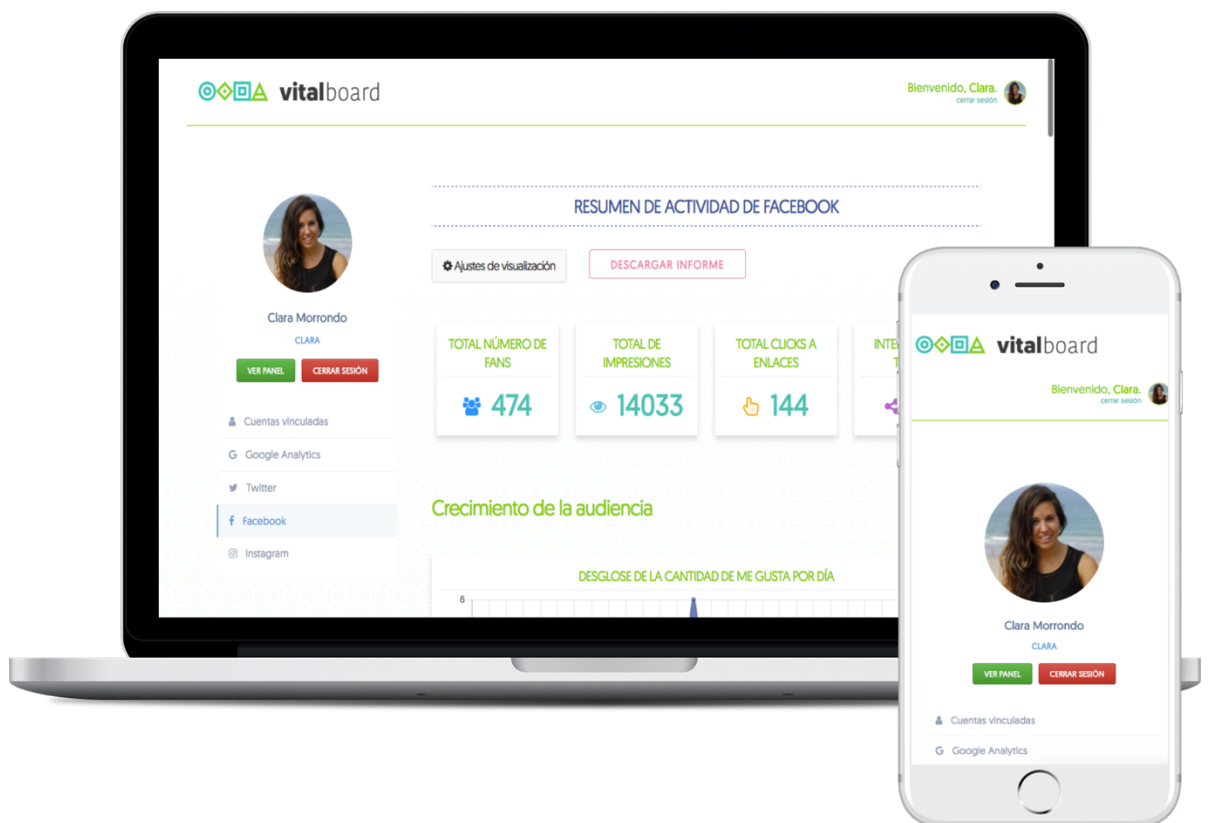 vitalboard
Bienvenido, Clara.
cerrar sesión
Clara Morrondo
CLARA
VER PANEL
CERRAR SESIÓN
Cuentas vinculadas
Google Analytics
Twitter
Facebook
Instagram
RESUMEN DE ACTIVIDAD DE FACEBOOK
Ajustes de visualización
DESCARGAR INFORME
TOTAL NÚMERO DE
FANS
474
TOTAL DE
IMPRESIONES
14033
TOTAL CLICKS A
ENLACES
144
Crecimiento de la audiencia
DESGLOSE DE LA CANTIDAD DE ME GUSTA POR DÍA
6
vitalboard
Bienvenido, Clara.
cerrar sesión
Clara Morrondo
CLARA
VER PANEL
CERRAR SESIÓN
Cuentas vinculadas
Google Analytics